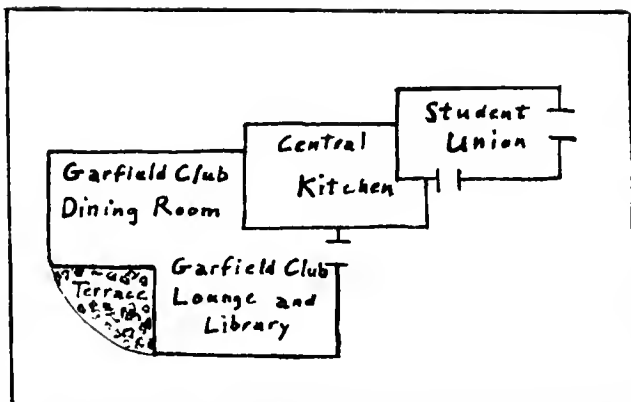 Student
Union
Central
Kitchen
Garfield Club
Dining Room
Garfield Club
Lounge and
Library
Terrace